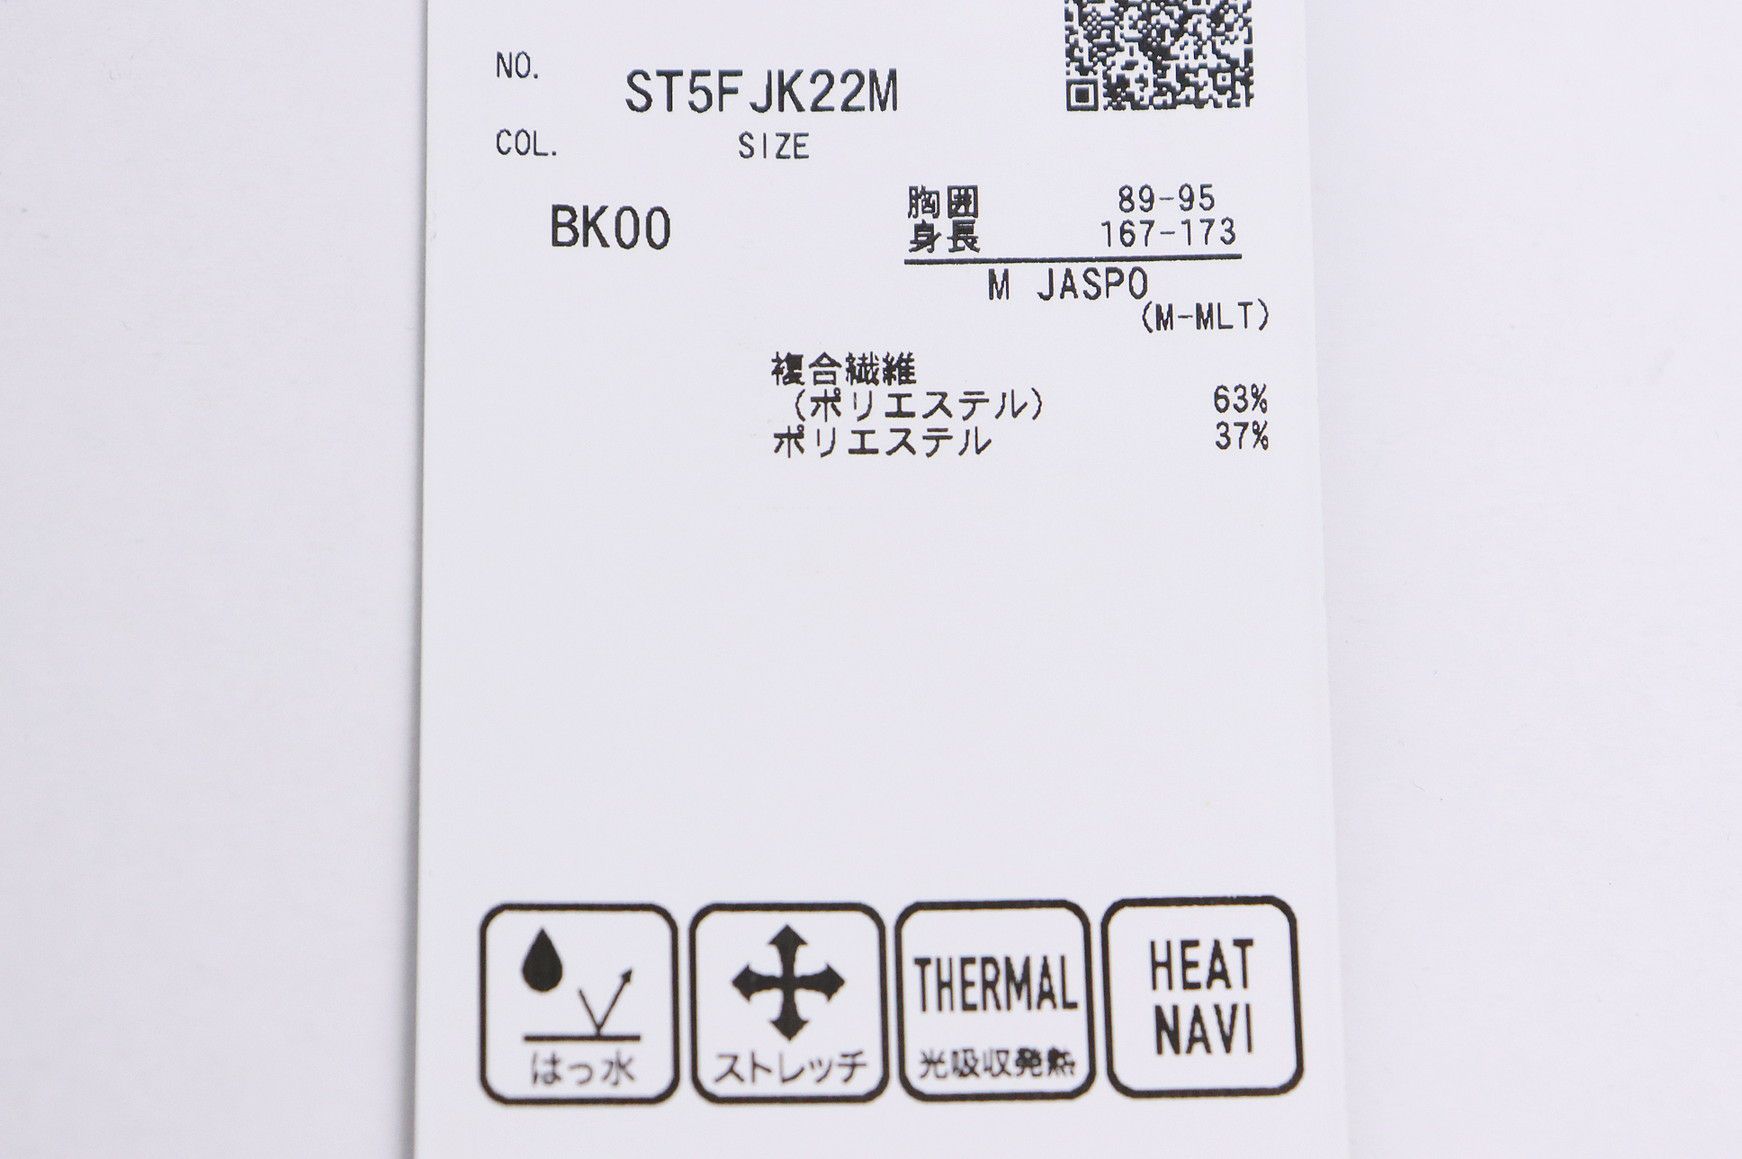 NO.
ST5FJK22M
COL.
SIZE
BK00
胸囲 89-95
身長 167-173
M JASPO
(M-MLT)
複合繊維
(ポリエステル) 63%
ポリエステル 37%
はっ水
ストレッチ
THERMAL
光吸収発熱
HEAT
NAVI